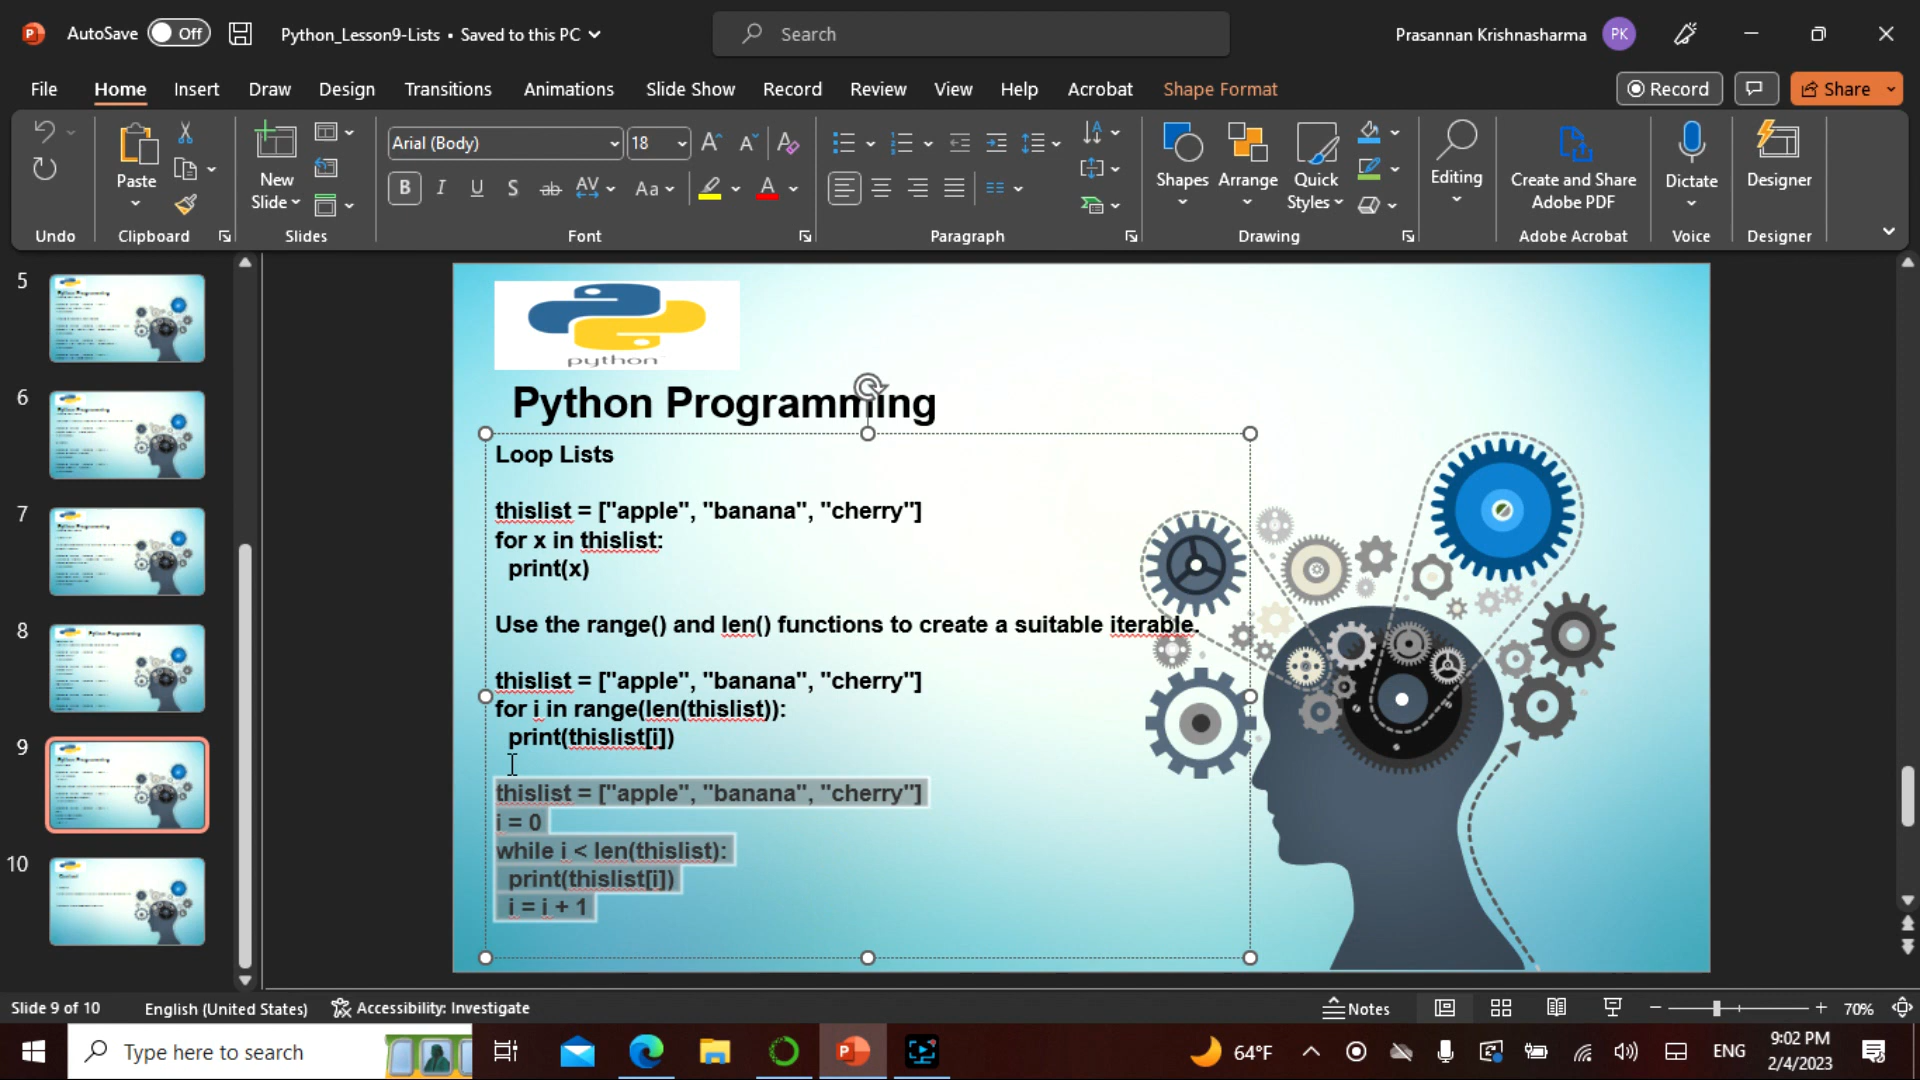 AutoSave Off Python_Lesson9-Lists • Saved to this PC Search Prasannan Krishnasharma PK
File Home Insert Draw Design Transitions Animations Slide Show Record Review View Help Acrobat Shape Format Record Share
Paste
New
Slide
Arial (Body) 18
Shapes Arrange Quick
Styles
Editing
Create and Share
Adobe PDF
Dictate
Designer
Undo Clipboard Slides Font Paragraph Drawing Adobe Acrobat Voice Designer
5
6
7
8
9
10
python
Python Programming
Loop Lists
thislist = ["apple", "banana", "cherry"]
for x in thislist:
print(x)
Use the range() and len() functions to create a suitable iterable.
thislist = ["apple", "banana", "cherry"]
for i in range(len(thislist)):
print(thislist[i])
thislist = ["apple", "banana", "cherry"]
i = 0
while i < len(thislist):
print(thislist[i])
i = i + 1
Slide 9 of 10 English (United States) Accessibility: Investigate Notes 70%
Type here to search 64°F ENG 9:02 PM
2/4/2023